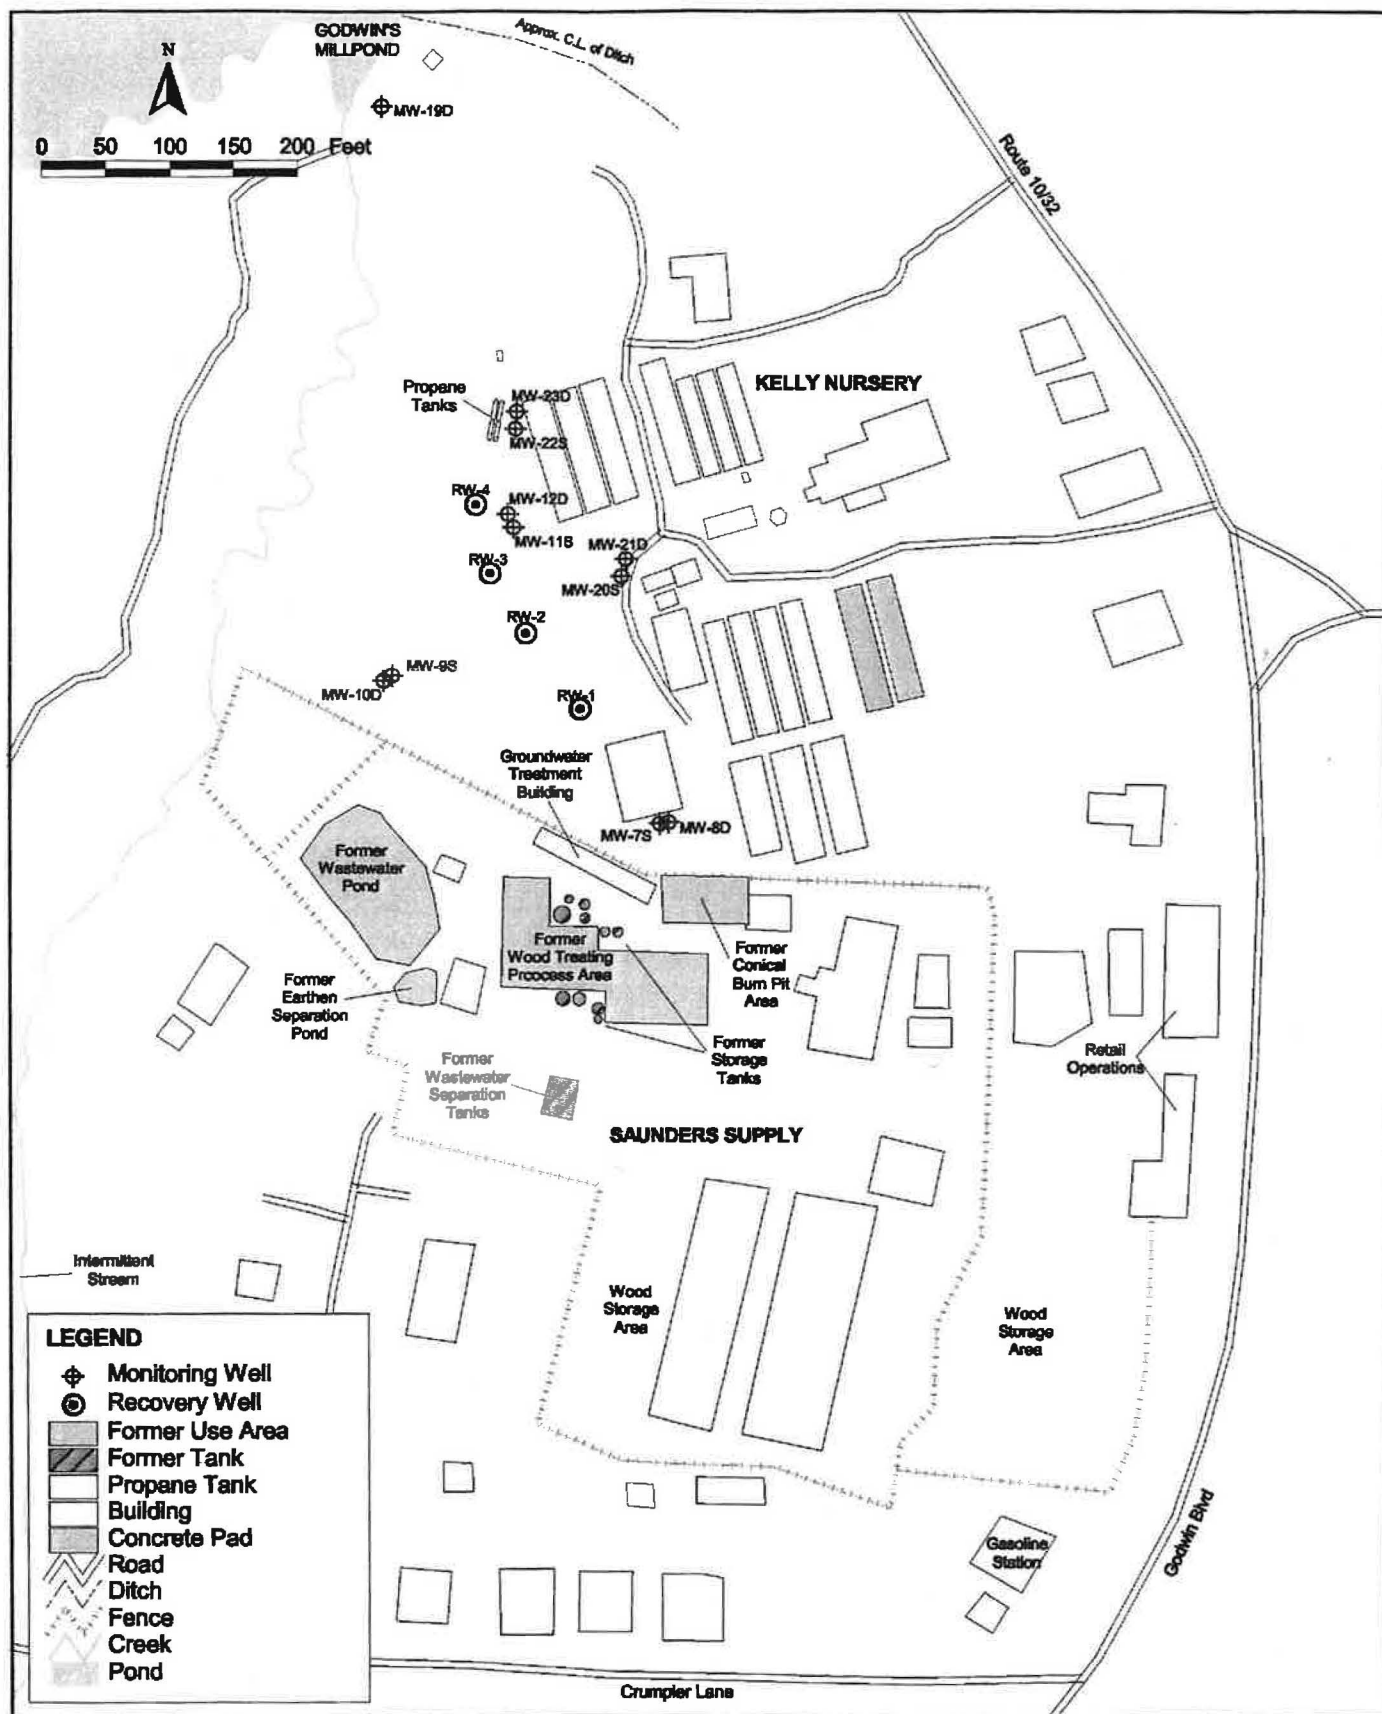 GODWIN'S
MILLPOND
Approx. C.L. of Ditch
N
MW-19D
0 50 100 150 200 Feet
Route 10/32
Propane
Tanks
MW-23D
KELLY NURSERY
MW-22S
RW-4
MW-12D
MW-11S
MW-21D
RW-3
MW-20S
RW-2
MW-9S
MW-10D
RW-1
Groundwater
Treatment
Building
MW-7S
MW-8D
Former
Wastewater
Pond
Former
Wood Treating
Prcocess Area
Former
Conical
Burn Pit
Area
Former
Earthen
Separation
Pond
Former
Storage
Tanks
Retail
Operations
Former
Wastewater
Separation
Tanks
SAUNDERS SUPPLY
Intermittent
Stream
Wood
Storage
Area
Wood
Storage
Area
LEGEND
Monitoring Well
Recovery Well
Former Use Area
Former Tank
Propane Tank
Building
Concrete Pad
Road
Ditch
Fence
Creek
Pond
Gasoline
Station
Godwin Blvd
Crumpler Lane